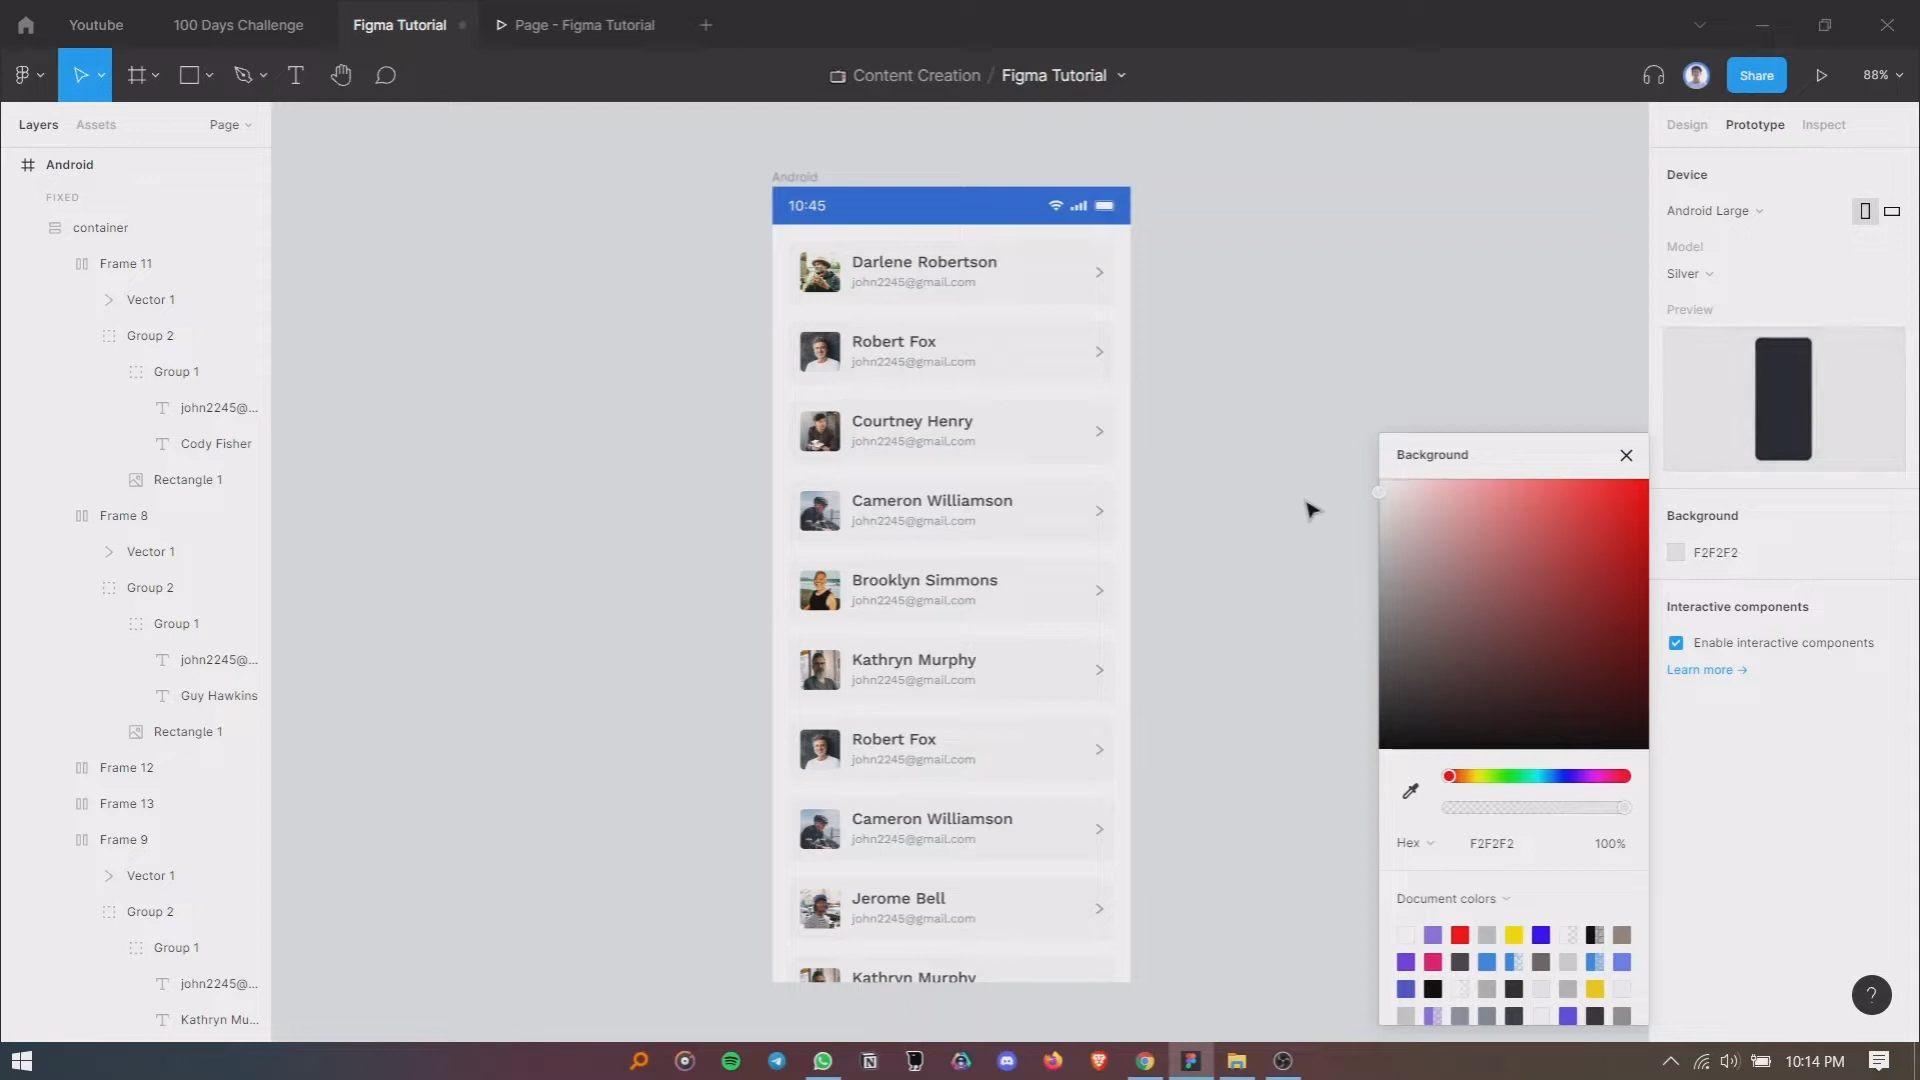 Youtube
100 Days Challenge
Figma Tutorial
Page - Figma Tutorial
Content Creation / Figma Tutorial
Share
88%
Layers
Assets
Page
Android
FIXED
container
Frame 11
Vector 1
Group 2
Group 1
john2245@...
Cody Fisher
Rectangle 1
Frame 8
Vector 1
Group 2
Group 1
john2245@...
Guy Hawkins
Rectangle 1
Frame 12
Frame 13
Frame 9
Vector 1
Group 2
Group 1
john2245@...
Kathryn Mu...
Android
10:45
Darlene Robertson
john2245@gmail.com
Robert Fox
john2245@gmail.com
Courtney Henry
john2245@gmail.com
Cameron Williamson
john2245@gmail.com
Brooklyn Simmons
john2245@gmail.com
Kathryn Murphy
john2245@gmail.com
Robert Fox
john2245@gmail.com
Cameron Williamson
john2245@gmail.com
Jerome Bell
john2245@gmail.com
Kathryn Murphy
Background
Hex
F2F2F2
100%
Document colors
Design
Prototype
Inspect
Device
Android Large
Model
Silver
Preview
Background
F2F2F2
Interactive components
Enable interactive components
Learn more →
?
10:14 PM